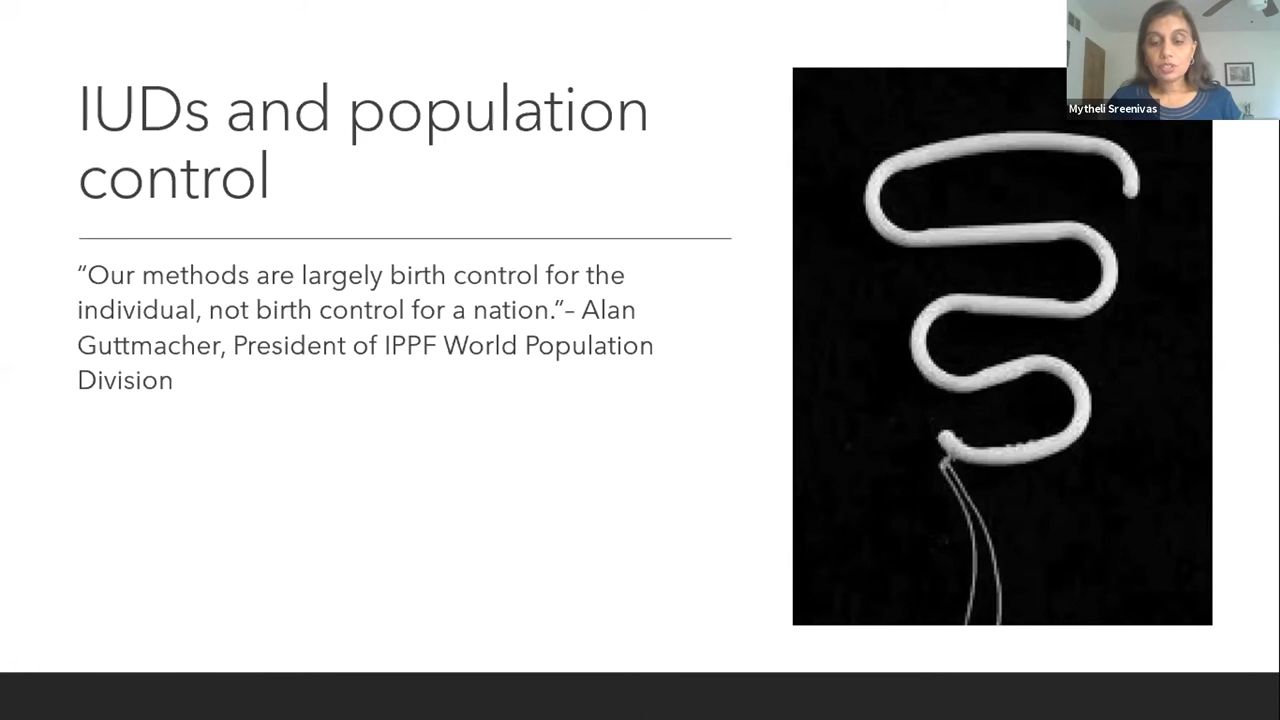 IUDs and population
control
Mytheli Sreenivas
“Our methods are largely birth control for the
individual, not birth control for a nation.”– Alan
Guttmacher, President of IPPF World Population
Division